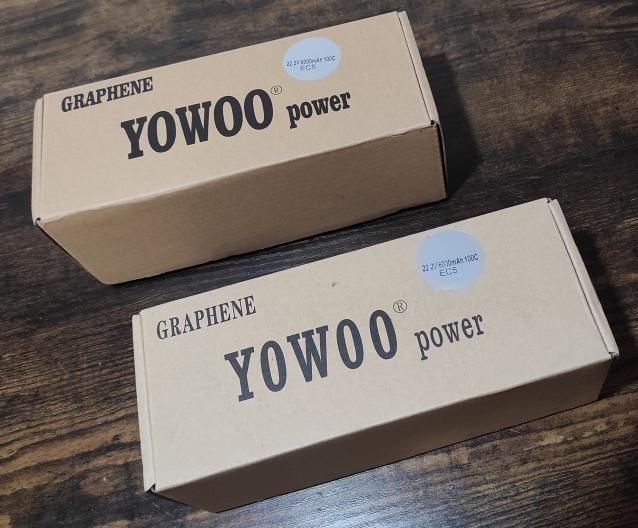 GRAPHENE
YOWOO® power
22.2V 6000mAh 100C
EC5
GRAPHENE
YOWOO® power
22.2V 6000mAh 100C
EC5